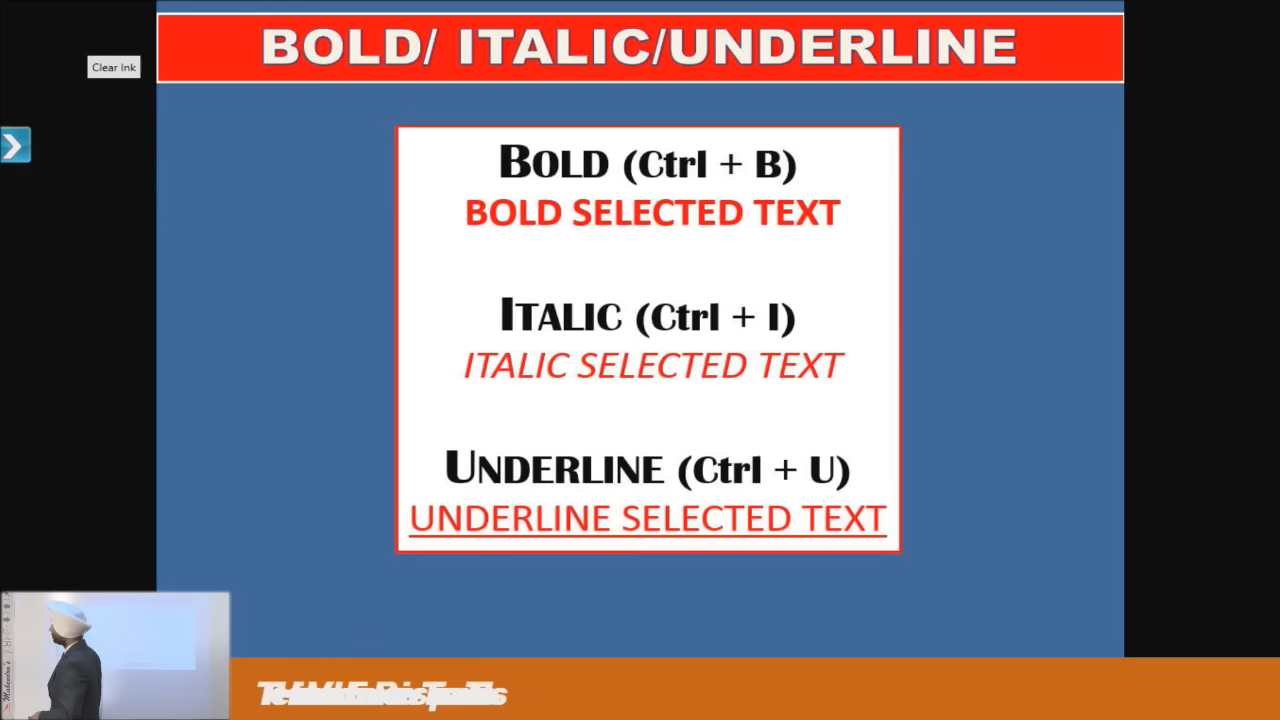 BOLD/ ITALIC/UNDERLINE
Clear Ink
BOLD (Ctrl + B)
BOLD SELECTED TEXT
ITALIC (Ctrl + I)
ITALIC SELECTED TEXT
UNDERLINE (Ctrl + U)
UNDERLINE SELECTED TEXT
Mahendra's